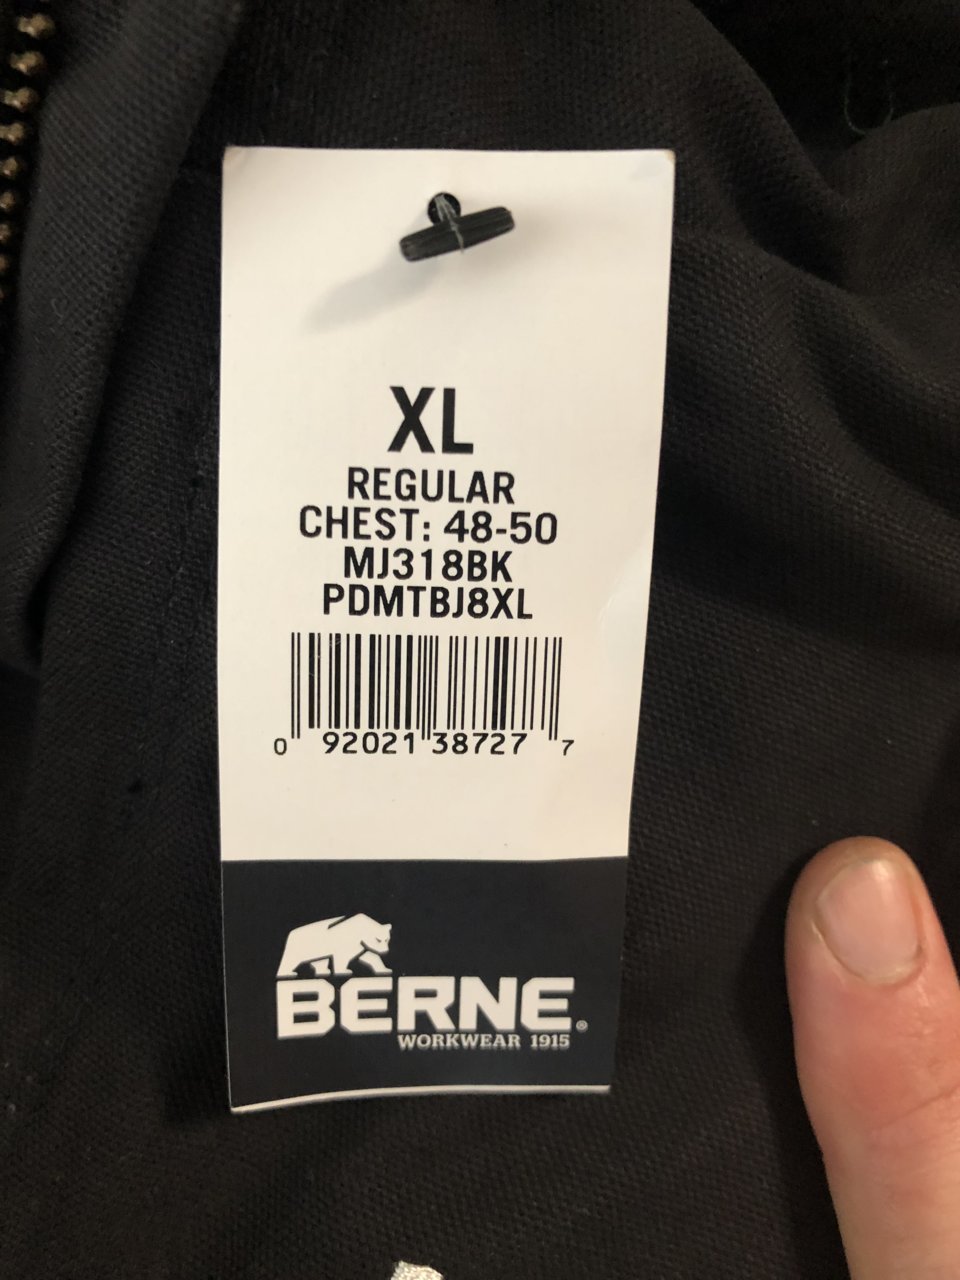 XL
REGULAR
CHEST: 48-50
MJ318BK
PDMTBJ8XL
0 92021 38727 7
BERNE®
WORKWEAR 1915